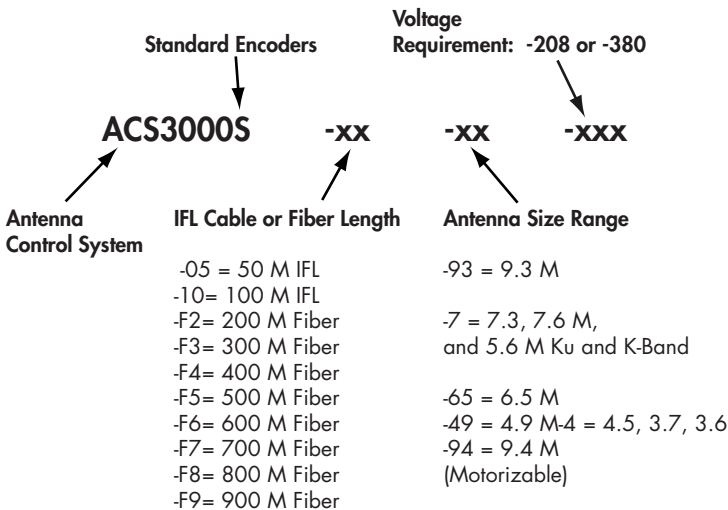 Voltage
Requirement: -208 or -380
Standard Encoders
ACS3000S -xx -xx -xxx
Antenna
Control System
IFL Cable or Fiber Length
-05 = 50 M IFL
-10= 100 M IFL
-F2= 200 M Fiber
-F3= 300 M Fiber
-F4= 400 M Fiber
-F5= 500 M Fiber
-F6= 600 M Fiber
-F7= 700 M Fiber
-F8= 800 M Fiber
-F9= 900 M Fiber
Antenna Size Range
-93 = 9.3 M
-7 = 7.3, 7.6 M,
and 5.6 M Ku and K-Band
-65 = 6.5 M
-49 = 4.9 M-4 = 4.5, 3.7, 3.6
-94 = 9.4 M
(Motorizable)